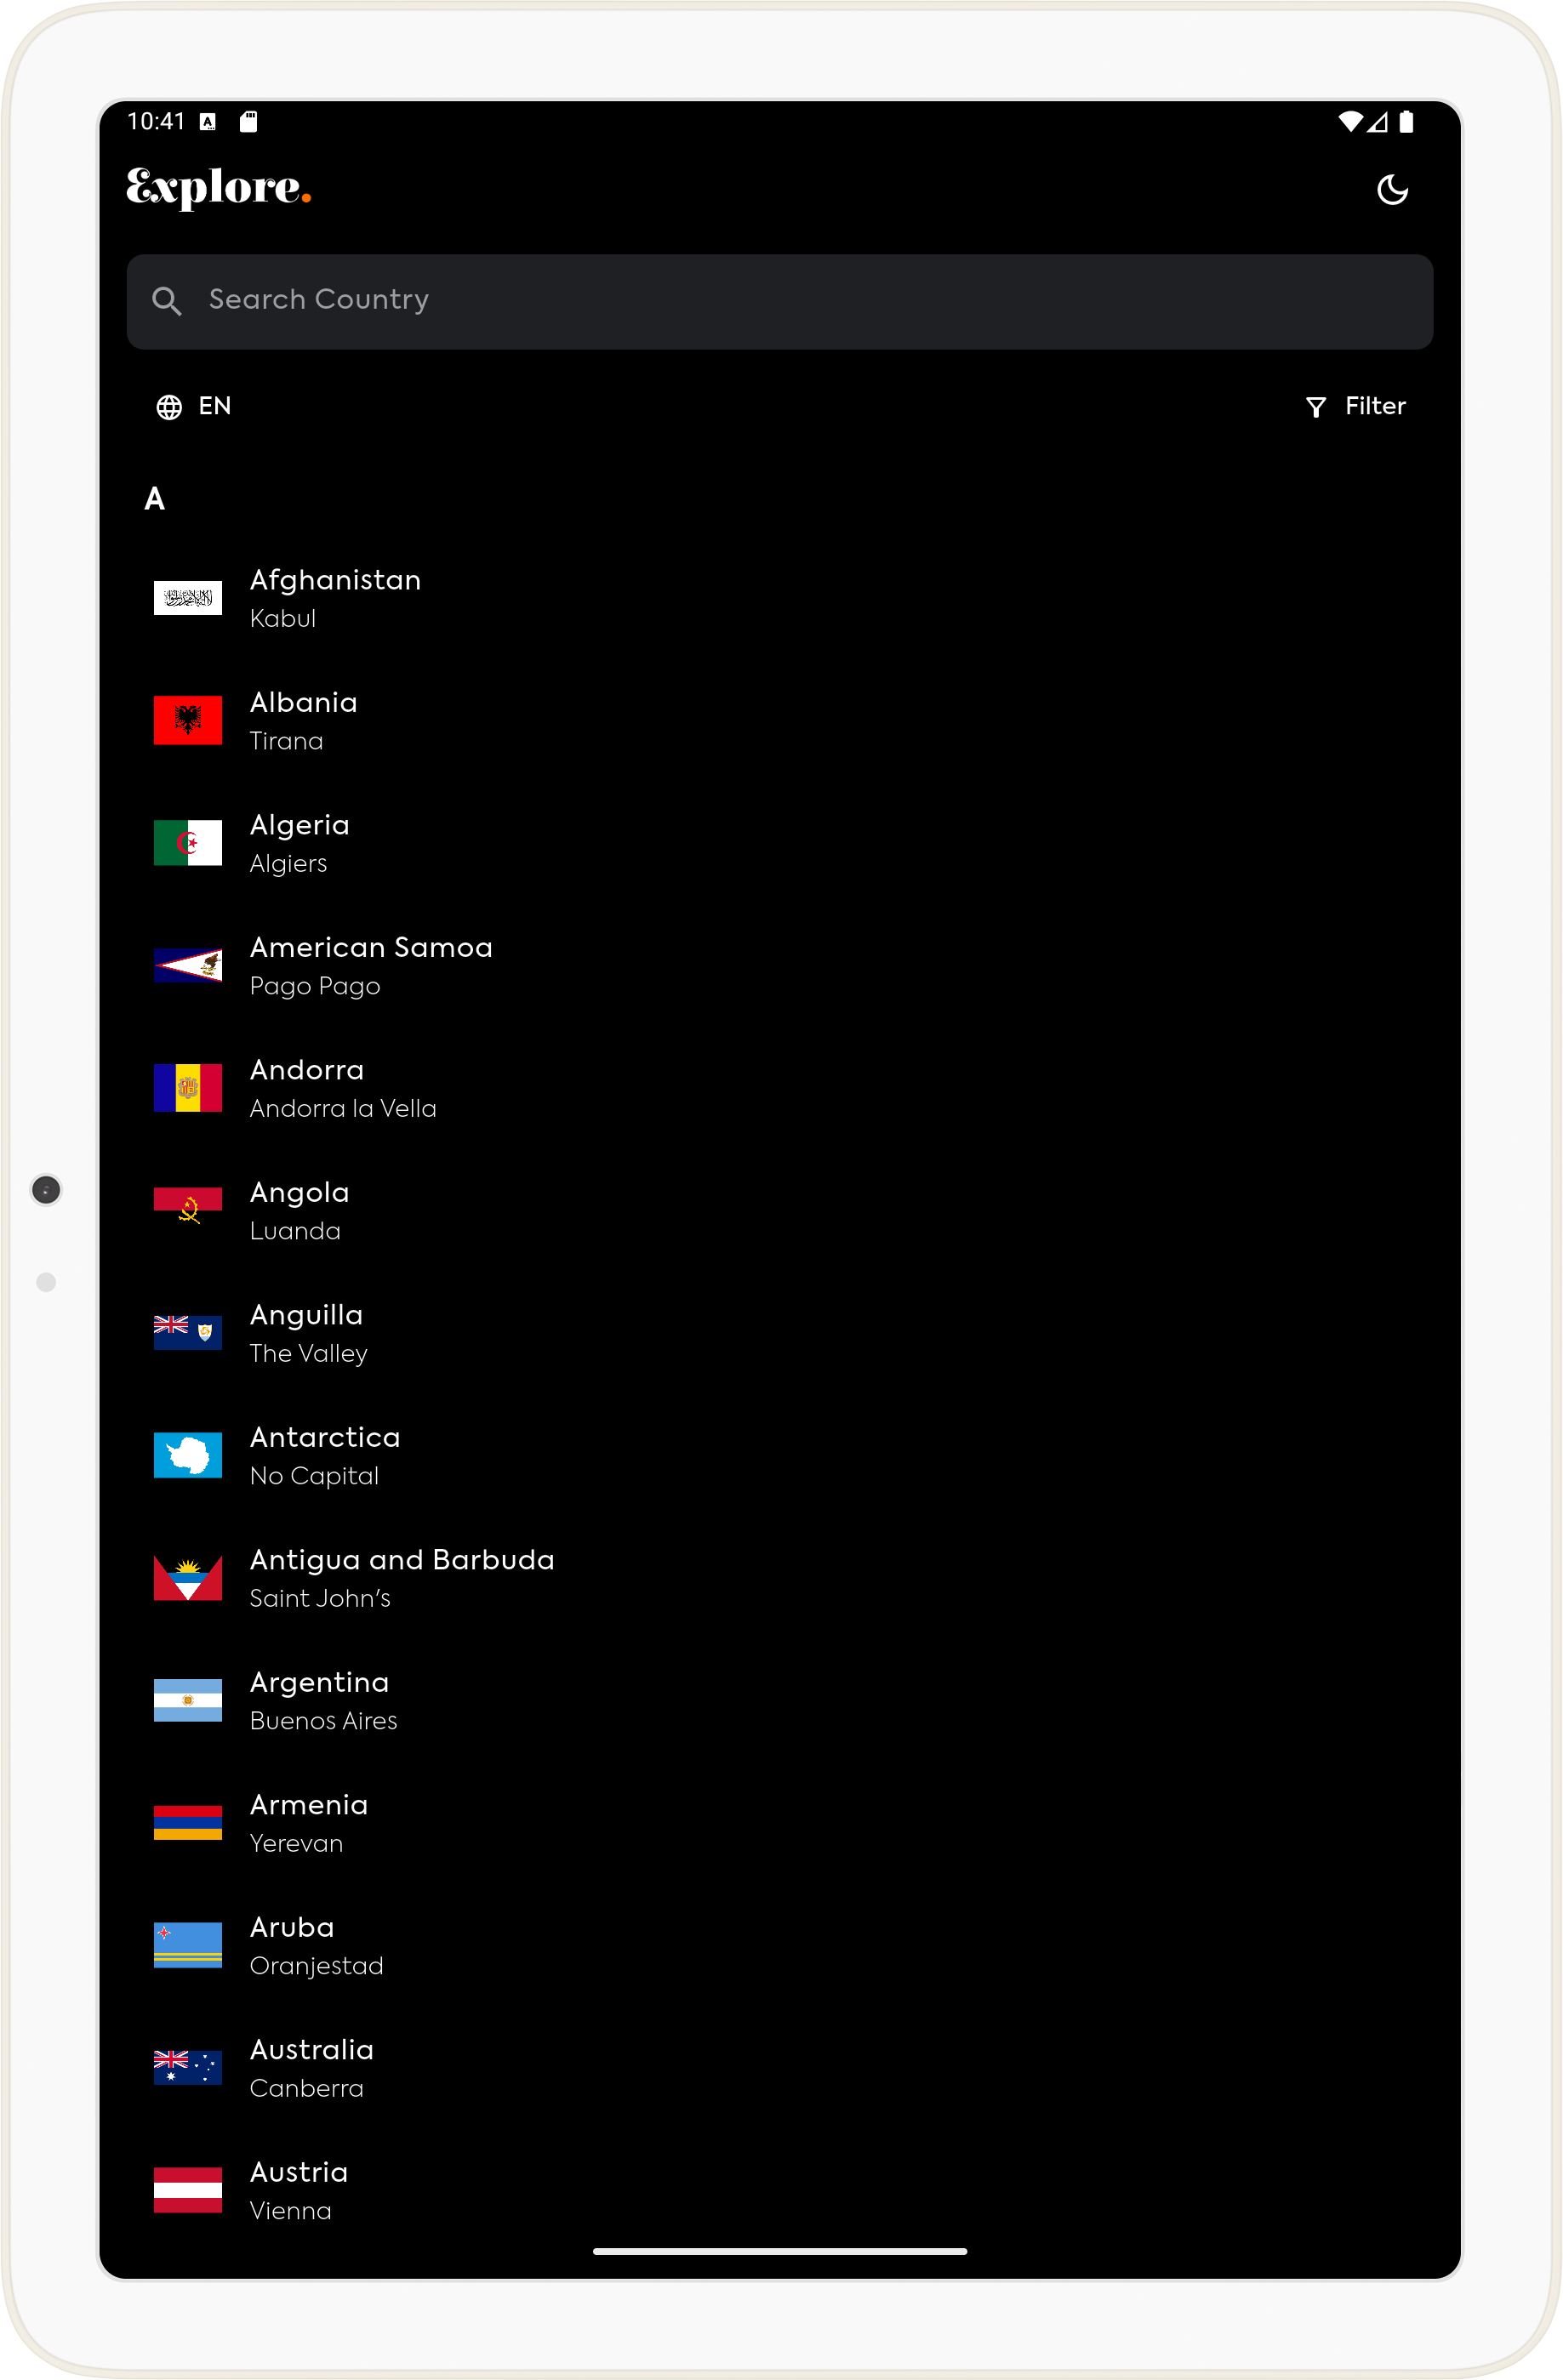 10:41
Explore.
Search Country
EN
Filter
A
Afghanistan
Kabul
Albania
Tirana
Algeria
Algiers
American Samoa
Pago Pago
Andorra
Andorra la Vella
Angola
Luanda
Anguilla
The Valley
Antarctica
No Capital
Antigua and Barbuda
Saint John's
Argentina
Buenos Aires
Armenia
Yerevan
Aruba
Oranjestad
Australia
Canberra
Austria
Vienna